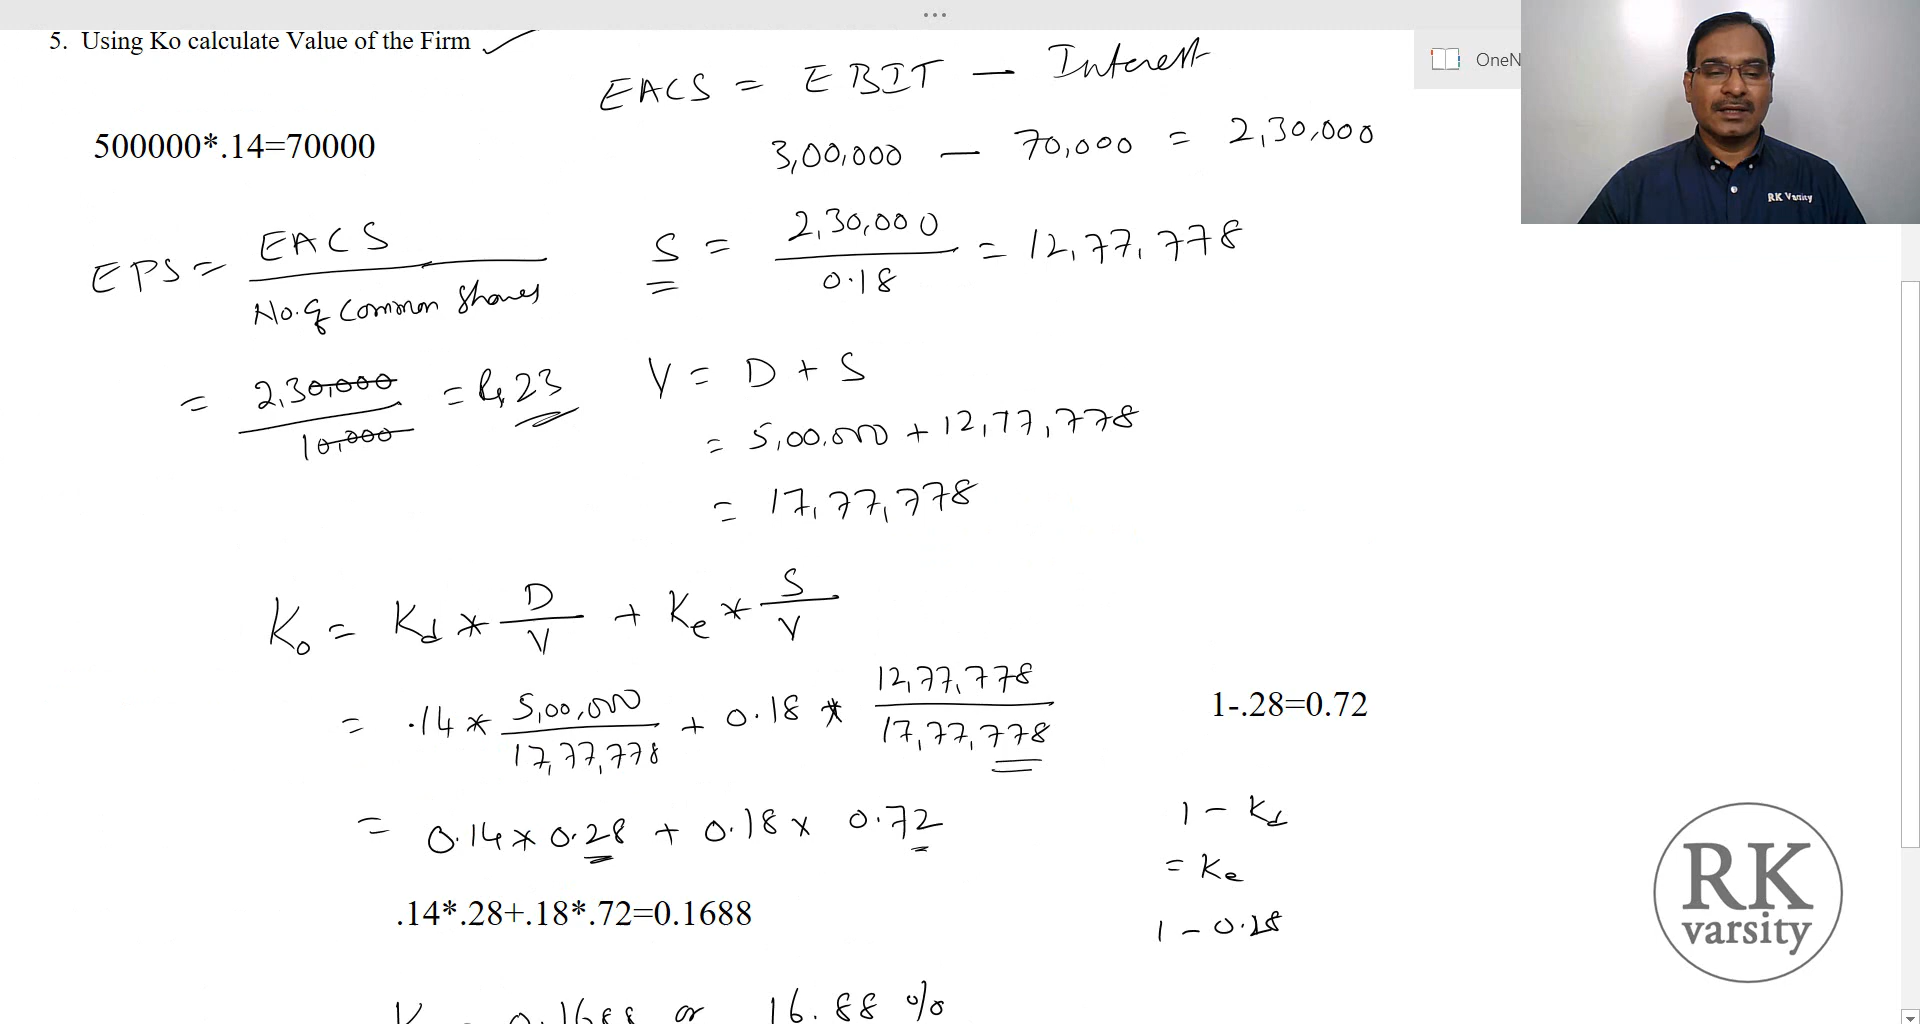 5. Using Ko calculate Value of the Firm
OneN
EACS = EBIT - Interest
500000*.14=70000
3,00,000 - 70,000 = 2,30,000
RK Varsity
EPS = EACS / No. of Common Shares
S = 2,30,000 / 0.18 = 12,77,778
= 2,30,000 / 10,000 = Rs 23
V = D + S
= 5,00,000 + 12,77,778
= 17,77,778
Ko = Kd * D/V + Ke * S/V
= .14 * 5,00,000 / 17,77,778 + 0.18 * 12,77,778 / 17,77,778
1-.28=0.72
= 0.14 * 0.28 + 0.18 x 0.72
1 - Kd
= Ke
1 - 0.28
.14*.28+.18*.72=0.1688
K 0.1688 or 16.88 %
RK
varsity